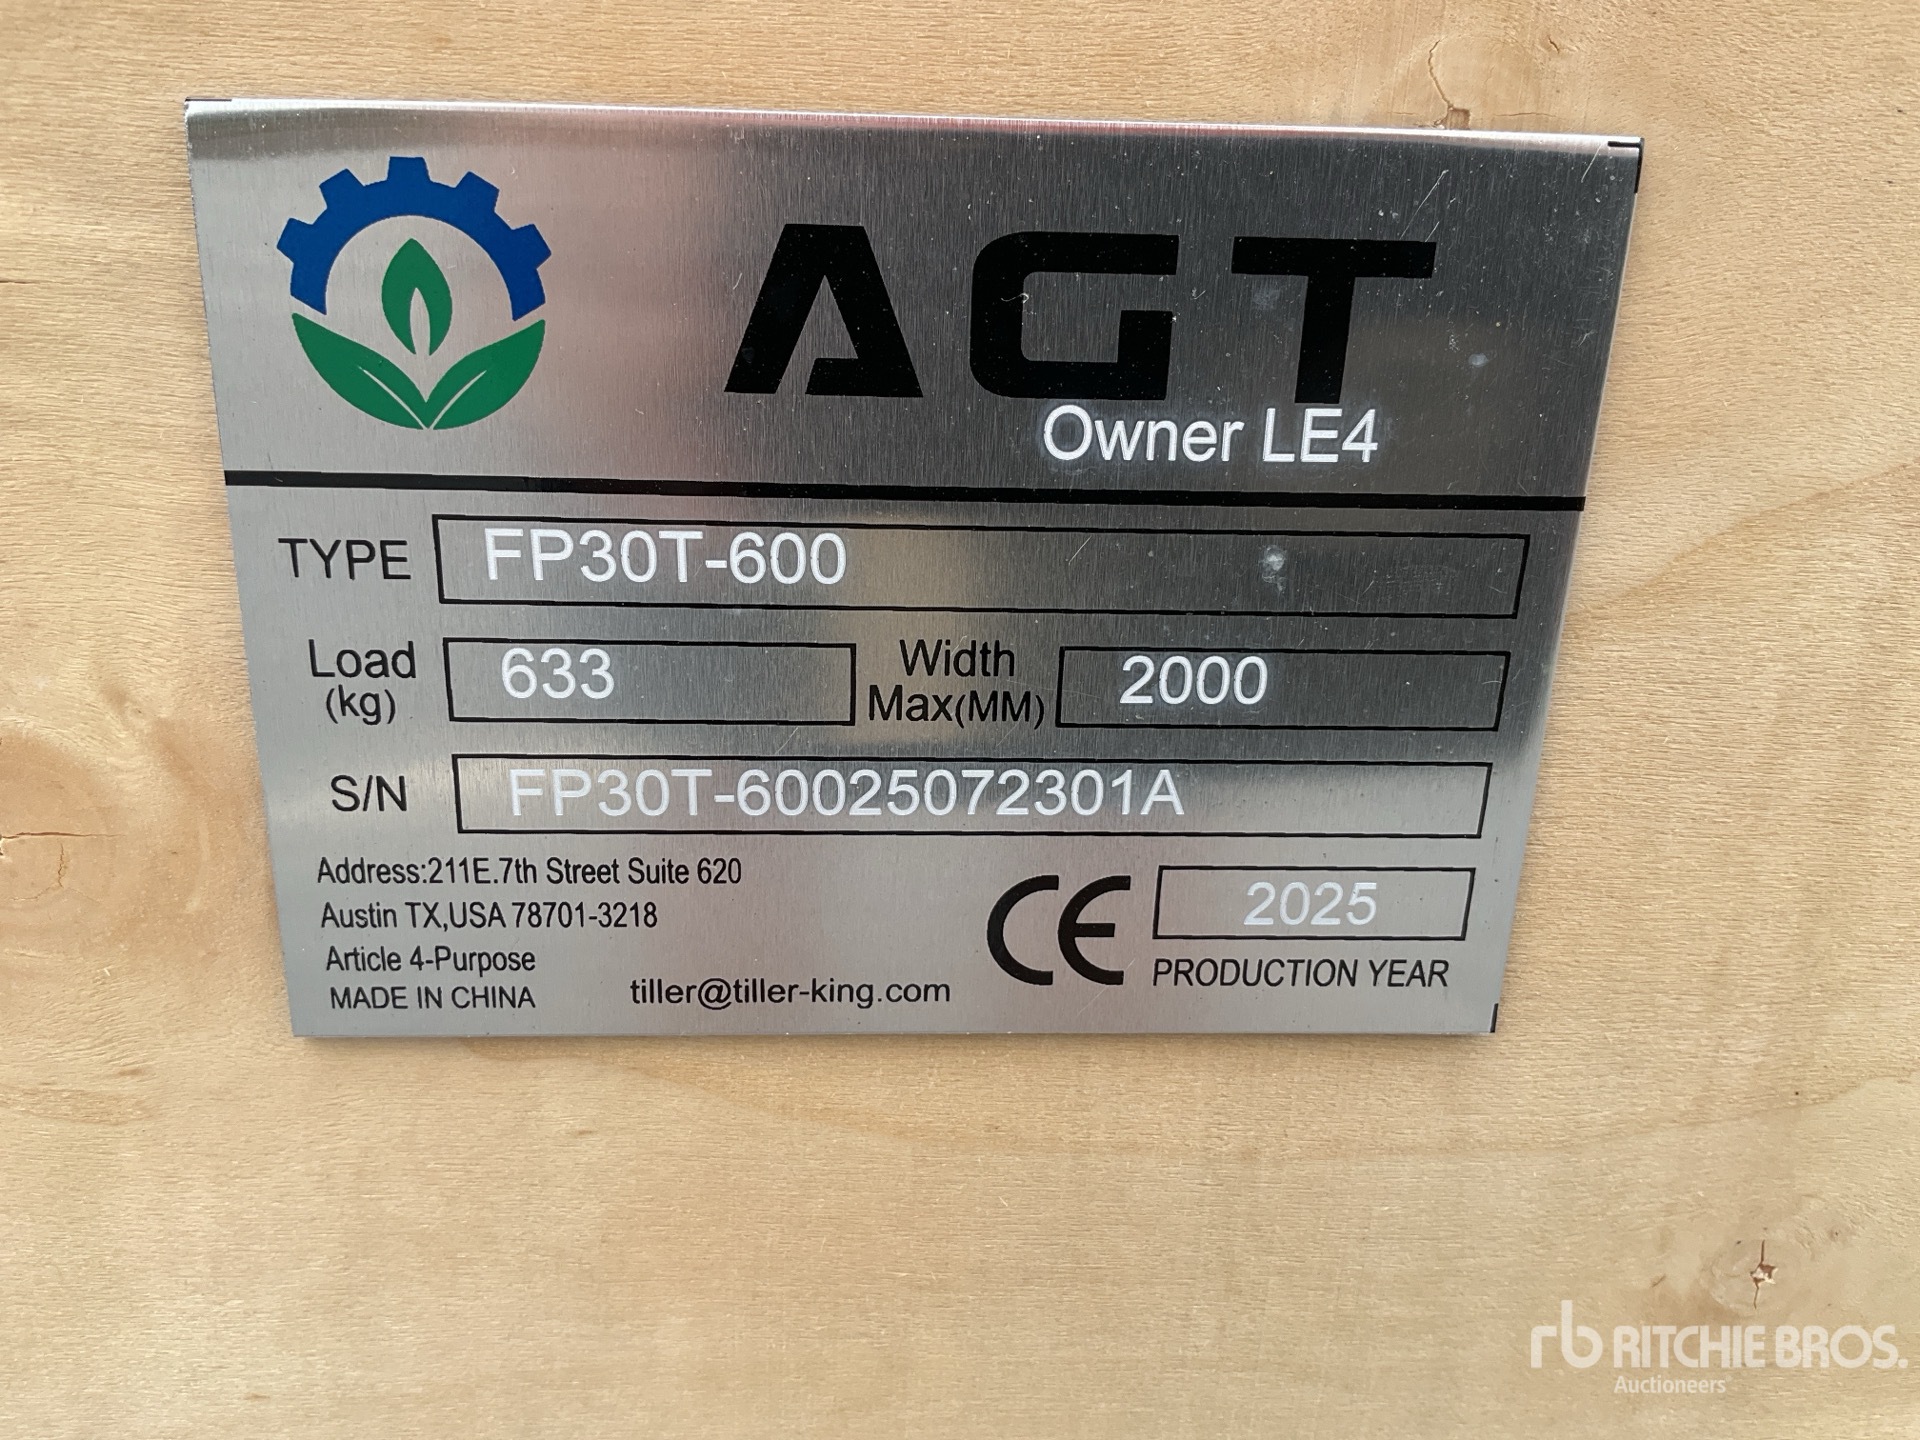 AGT
Owner LE4
TYPE FP30T-600
Load (kg) 633 Width Max(MM) 2000
S/N FP30T-60025072301A
Address:211E.7th Street Suite 620
Austin TX,USA 78701-3218
Article 4-Purpose
MADE IN CHINA
tiller@tiller-king.com
CE 2025
PRODUCTION YEAR
rb RITCHIE BROS.
Auctioneers